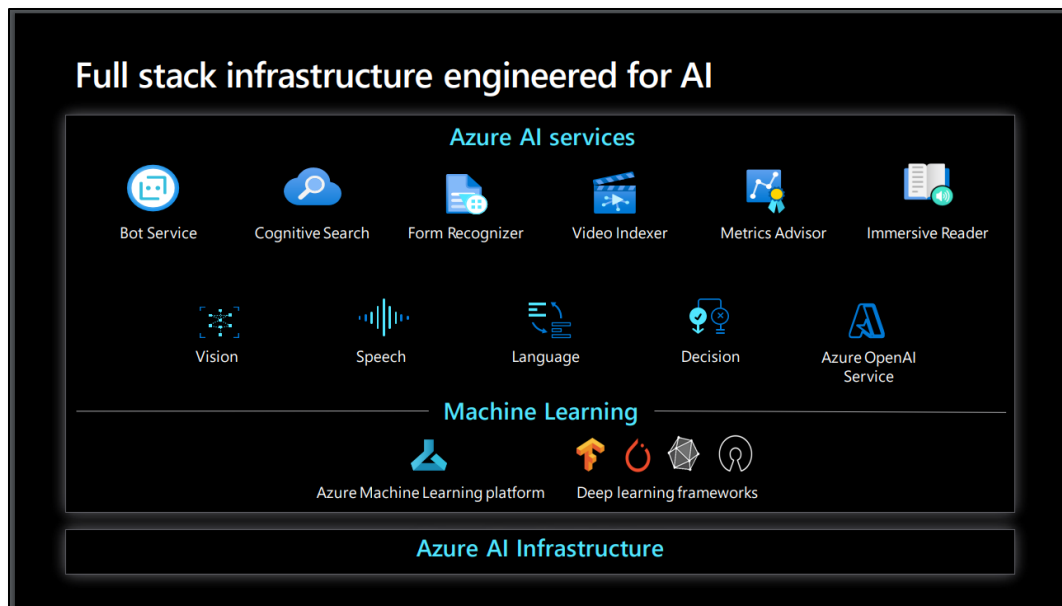 Full stack infrastructure engineered for AI
Azure AI services
Bot Service
Cognitive Search
Form Recognizer
Video Indexer
Metrics Advisor
Immersive Reader
Vision
Speech
Language
Decision
Azure OpenAI
Service
Machine Learning
Azure Machine Learning platform
Deep learning frameworks
Azure AI Infrastructure